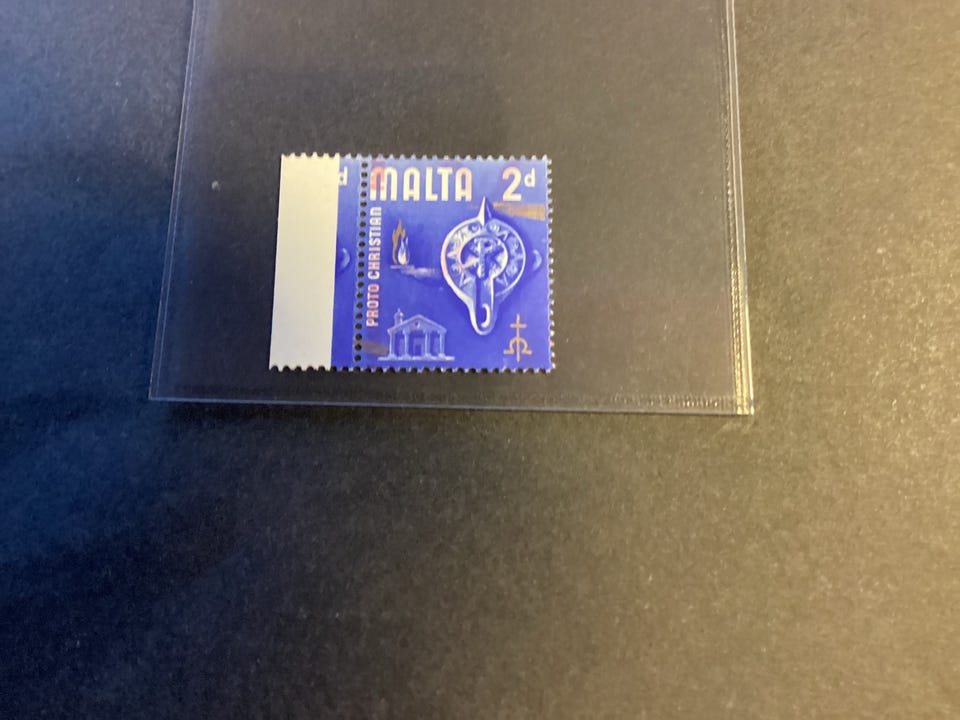 d
MALTA 2d
PROTO CHRISTIAN